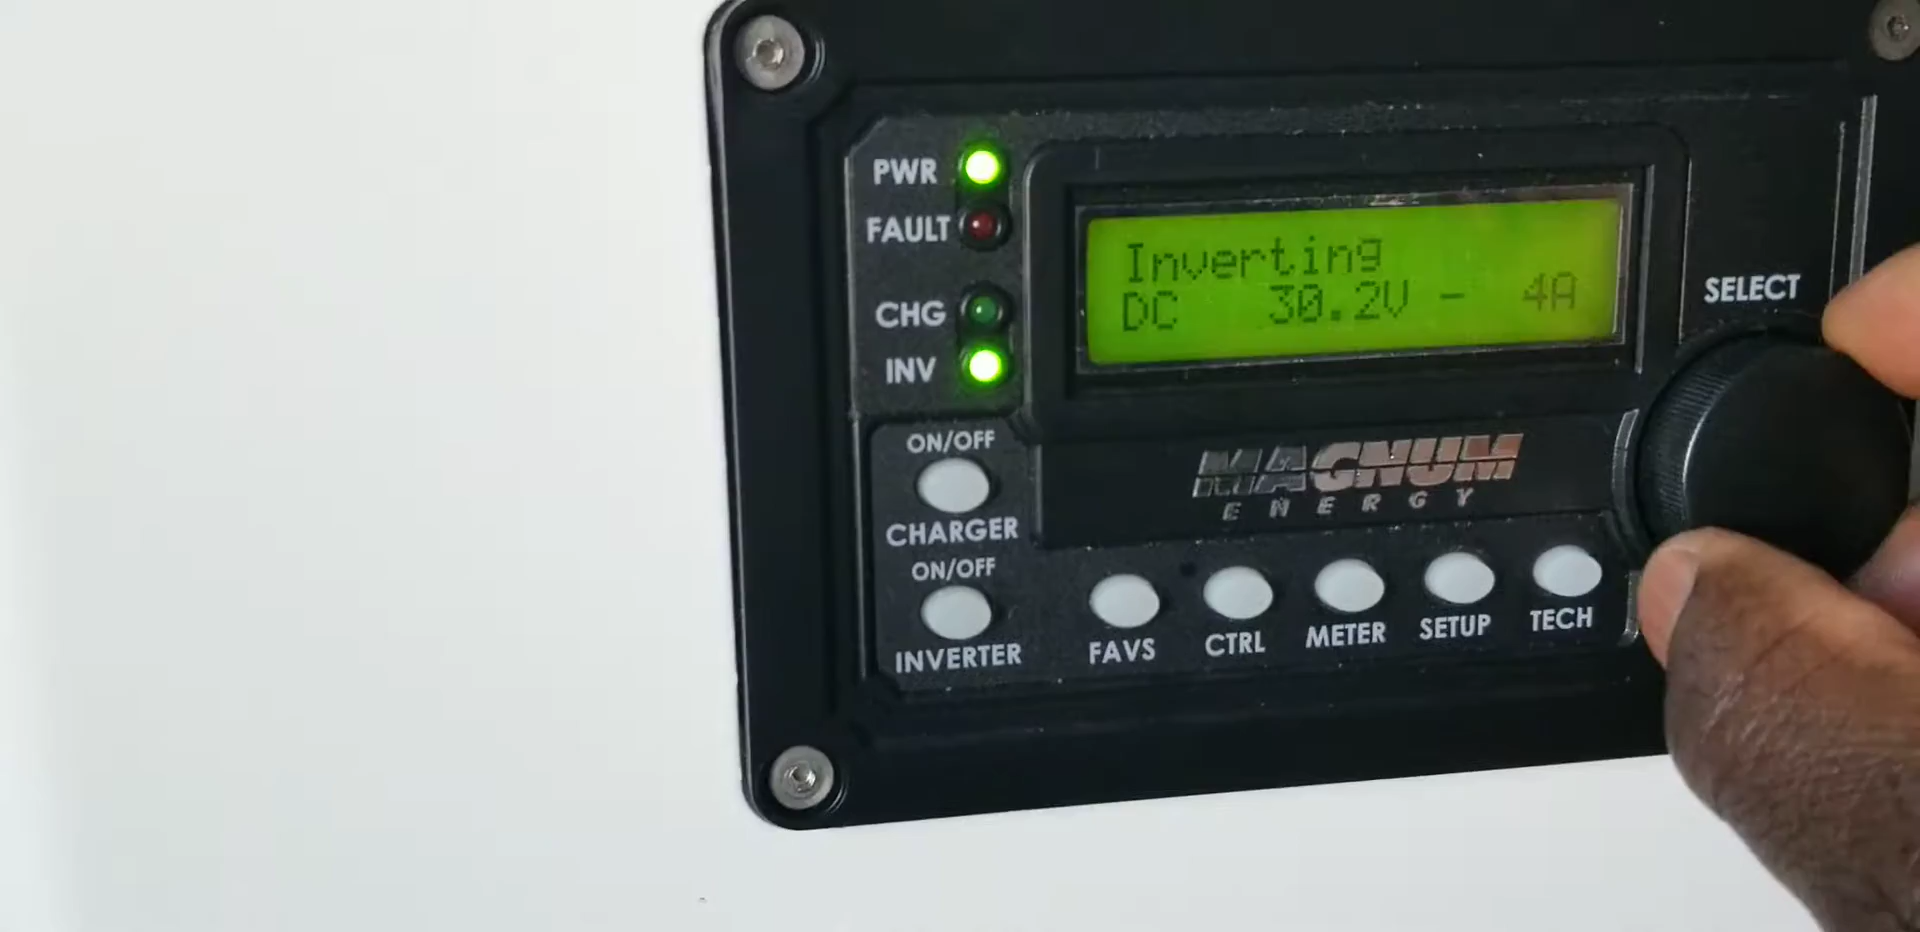 PWR
FAULT
CHG
INV
Inverting
DC 30.2V - 4A
SELECT
ON/OFF
CHARGER
ON/OFF
INVERTER
MAGNUM
ENERGY
FAVS
CTRL
METER
SETUP
TECH